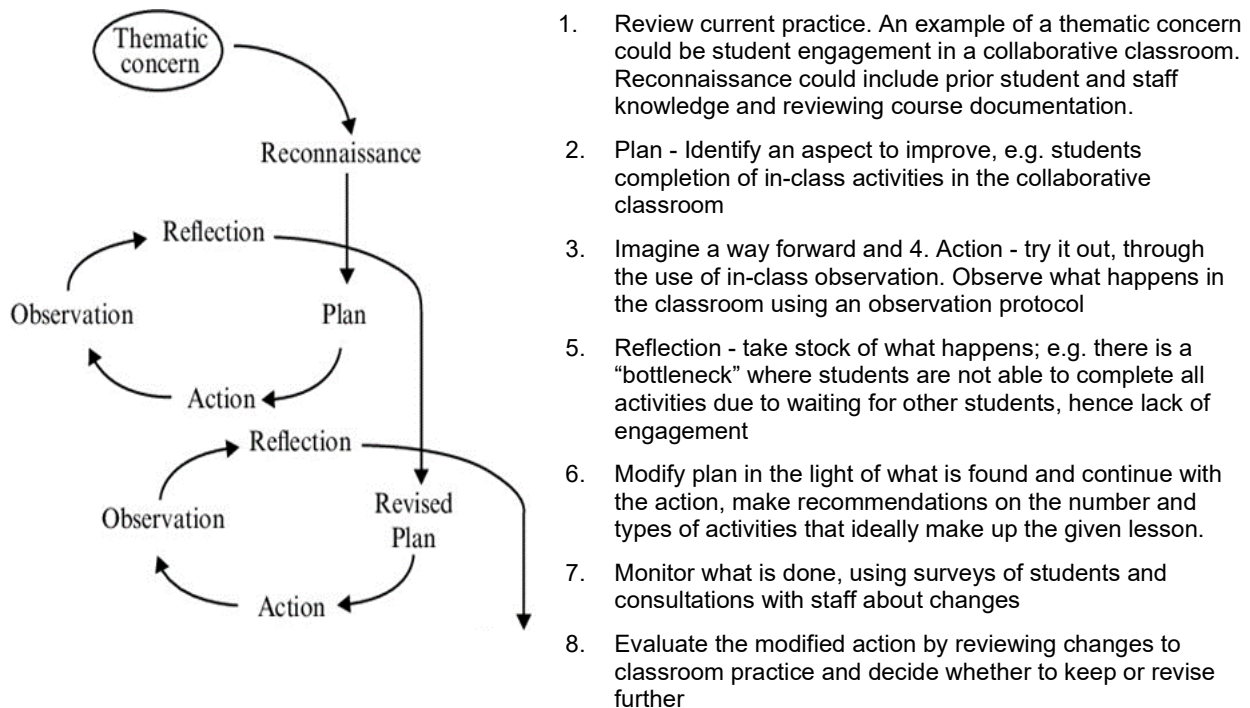 Thematic
concern
Reconnaissance
Reflection
Observation
Plan
Action
Reflection
Observation
Revised
Plan
Action
1. Review current practice. An example of a thematic concern
could be student engagement in a collaborative classroom.
Reconnaissance could include prior student and staff
knowledge and reviewing course documentation.
2. Plan - Identify an aspect to improve, e.g. students
completion of in-class activities in the collaborative
classroom
3. Imagine a way forward and 4. Action - try it out, through
the use of in-class observation. Observe what happens in
the classroom using an observation protocol
5. Reflection - take stock of what happens; e.g. there is a
“bottleneck” where students are not able to complete all
activities due to waiting for other students, hence lack of
engagement
6. Modify plan in the light of what is found and continue with
the action, make recommendations on the number and
types of activities that ideally make up the given lesson.
7. Monitor what is done, using surveys of students and
consultations with staff about changes
8. Evaluate the modified action by reviewing changes to
classroom practice and decide whether to keep or revise
further